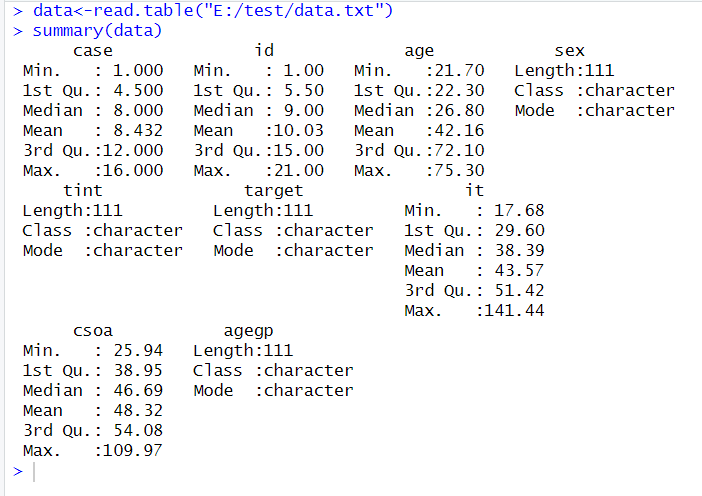 > data<-read.table("E:/test/data.txt")
> summary(data)
      case              id             age            sex
 Min.   : 1.000   Min.   : 1.00   Min.   :21.70   Length:111
 1st Qu.: 4.500   1st Qu.: 5.50   1st Qu.:22.30   Class :character
 Median : 8.000   Median : 9.00   Median :26.80   Mode  :character
 Mean   : 8.432   Mean   :10.03   Mean   :42.16
 3rd Qu.:12.000   3rd Qu.:15.00   3rd Qu.:72.10
 Max.   :16.000   Max.   :21.00   Max.   :75.30
     tint              target                it
 Length:111         Length:111         Min.   : 17.68
 Class :character   Class :character   1st Qu.: 29.60
 Mode  :character   Mode  :character   Median : 38.39
                                       Mean   : 43.57
                                       3rd Qu.: 51.42
                                       Max.   :141.44
      csoa           agegp
 Min.   : 25.94   Length:111
 1st Qu.: 38.95   Class :character
 Median : 46.69   Mode  :character
 Mean   : 48.32
 3rd Qu.: 54.08
 Max.   :109.97
>